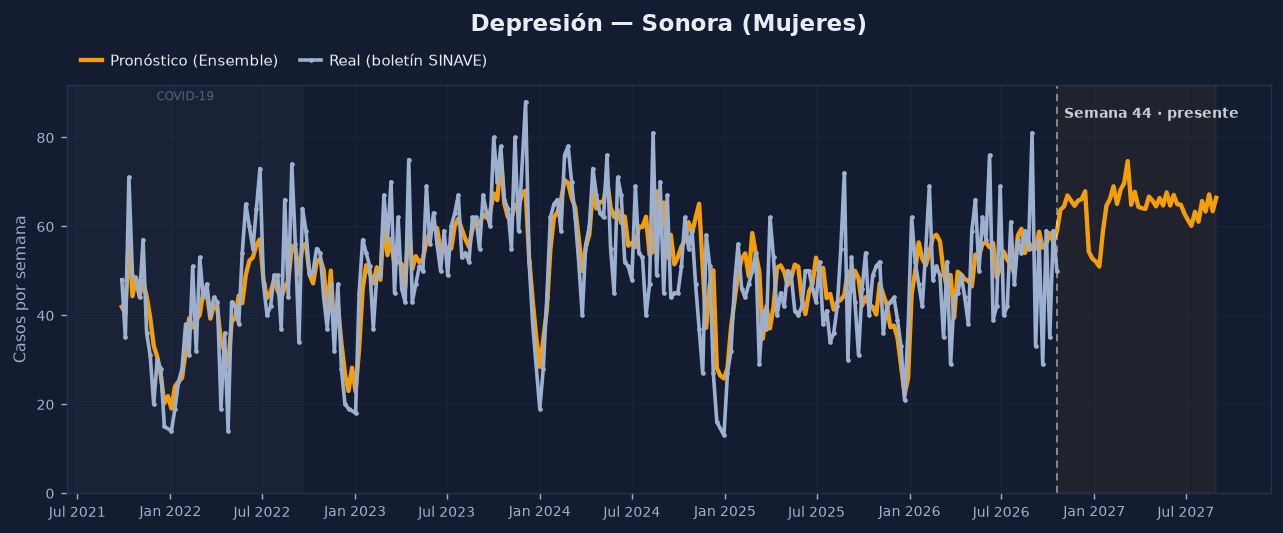 Depresión — Sonora (Mujeres)
Pronóstico (Ensemble)
Real (boletín SINAVE)
COVID-19
Semana 44 · presente
Casos por semana
80
60
40
20
0
Jul 2021
Jan 2022
Jul 2022
Jan 2023
Jul 2023
Jan 2024
Jul 2024
Jan 2025
Jul 2025
Jan 2026
Jul 2026
Jan 2027
Jul 2027